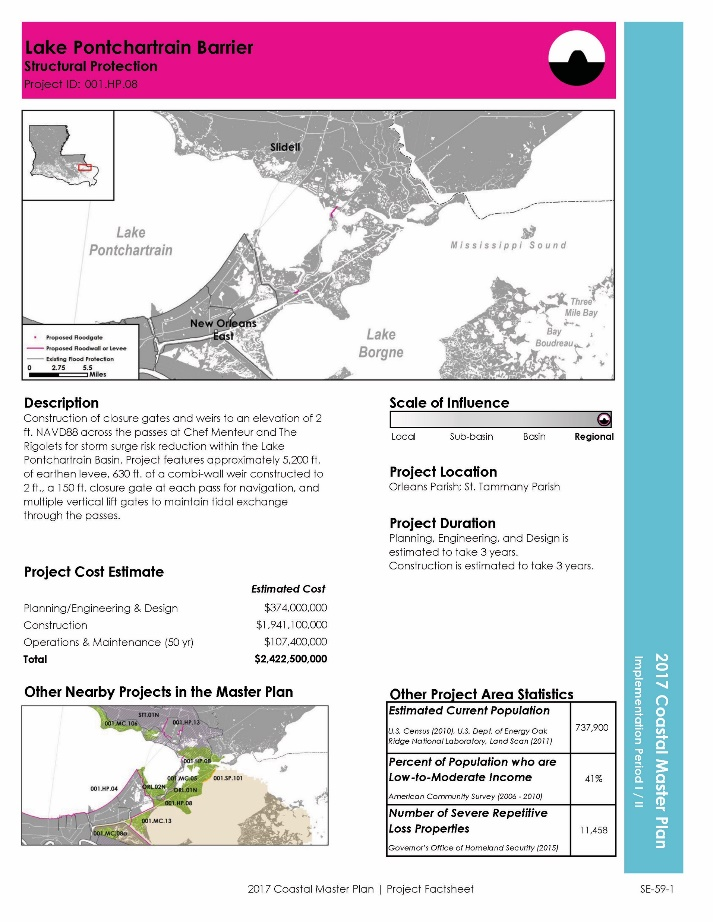 Lake Pontchartrain Barrier
Structural Protection
Project ID: 001.HP.08
Slidell
Lake
Pontchartrain
Mississippi Sound
New Orleans
East
Lake
Borgne
Three
Mile Bay
Bay
Boudreau
Proposed Floodgate
Proposed Floodwall or Levee
Existing Flood Protection
0 2.75 5.5
Miles
Description
Construction of closure gates and weirs to an elevation of 2
ft. NAVD88 across the passes at Chef Menteur and The
Rigolets for storm surge risk reduction within the Lake
Pontchartrain Basin. Project features approximately 5,200 ft.
of earthen levee, 630 ft. of a combi-wall weir constructed to
2 ft., a 150 ft. closure gate at each pass for navigation, and
multiple vertical lift gates to maintain tidal exchange
through the passes.
Scale of Influence
Local Sub-basin Basin Regional
Project Location
Orleans Parish; St. Tammany Parish
Project Duration
Planning, Engineering, and Design is
estimated to take 3 years.
Construction is estimated to take 3 years.
Project Cost Estimate
Estimated Cost
Planning/Engineering & Design $374,000,000
Construction $1,941,100,000
Operations & Maintenance (50 yr) $107,400,000
Total $2,422,500,000
Other Nearby Projects in the Master Plan
STT.01N
001.MC.106
001.HP.13
001.HP.08
001.MC.05
001.SP.101
001.HP.04
ORL.02N
ORL.01N
001.HP.08
001.MC.13
001.MC.08a
Other Project Area Statistics
Estimated Current Population
U.S. Census (2010), U.S. Dept. of Energy Oak
Ridge National Laboratory, Land Scan (2011)
737,900
Percent of Population who are
Low-to-Moderate Income
American Community Survey (2006 - 2010)
41%
Number of Severe Repetitive
Loss Properties
Governor's Office of Homeland Security (2015)
11,458
2017 Coastal Master Plan
Implementation Period I / II
2017 Coastal Master Plan | Project Factsheet
SE-59-1